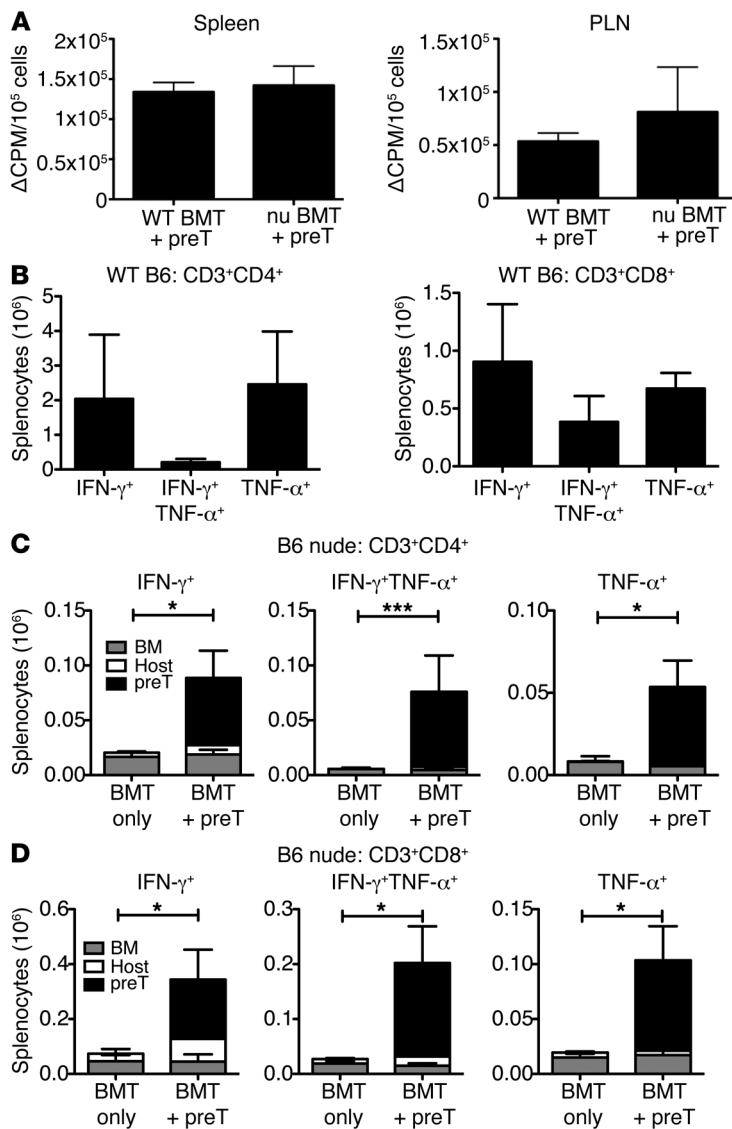 A
Spleen
PLN
ΔCPM/10⁵ cells
2x10⁵
1.5x10⁵
1x10⁵
0.5x10⁵
0
WT BMT
+ preT
nu BMT
+ preT
ΔCPM/10⁵ cells
1.5x10⁵
1x10⁵
0.5x10⁵
0
WT BMT
+ preT
nu BMT
+ preT
B
WT B6: CD3⁺CD4⁺
WT B6: CD3⁺CD8⁺
Splenocytes (10⁶)
5
4
3
2
1
0
IFN-γ⁺
IFN-γ⁺
TNF-α⁺
TNF-α⁺
Splenocytes (10⁶)
1.5
1.0
0.5
0.0
IFN-γ⁺
IFN-γ⁺
TNF-α⁺
TNF-α⁺
C
B6 nude: CD3⁺CD4⁺
IFN-γ⁺
Splenocytes (10⁶)
0.15
0.10
0.05
0.00
*
BM
Host
preT
BMT
only
BMT
+ preT
IFN-γ⁺TNF-α⁺
0.15
0.10
0.05
0.00
***
BMT
only
BMT
+ preT
TNF-α⁺
0.10
0.05
0.00
*
BMT
only
BMT
+ preT
D
B6 nude: CD3⁺CD8⁺
IFN-γ⁺
Splenocytes (10⁶)
0.6
0.4
0.2
0.0
*
BM
Host
preT
BMT
only
BMT
+ preT
IFN-γ⁺TNF-α⁺
0.3
0.2
0.1
0.0
*
BMT
only
BMT
+ preT
TNF-α⁺
0.15
0.10
0.05
0.00
*
BMT
only
BMT
+ preT